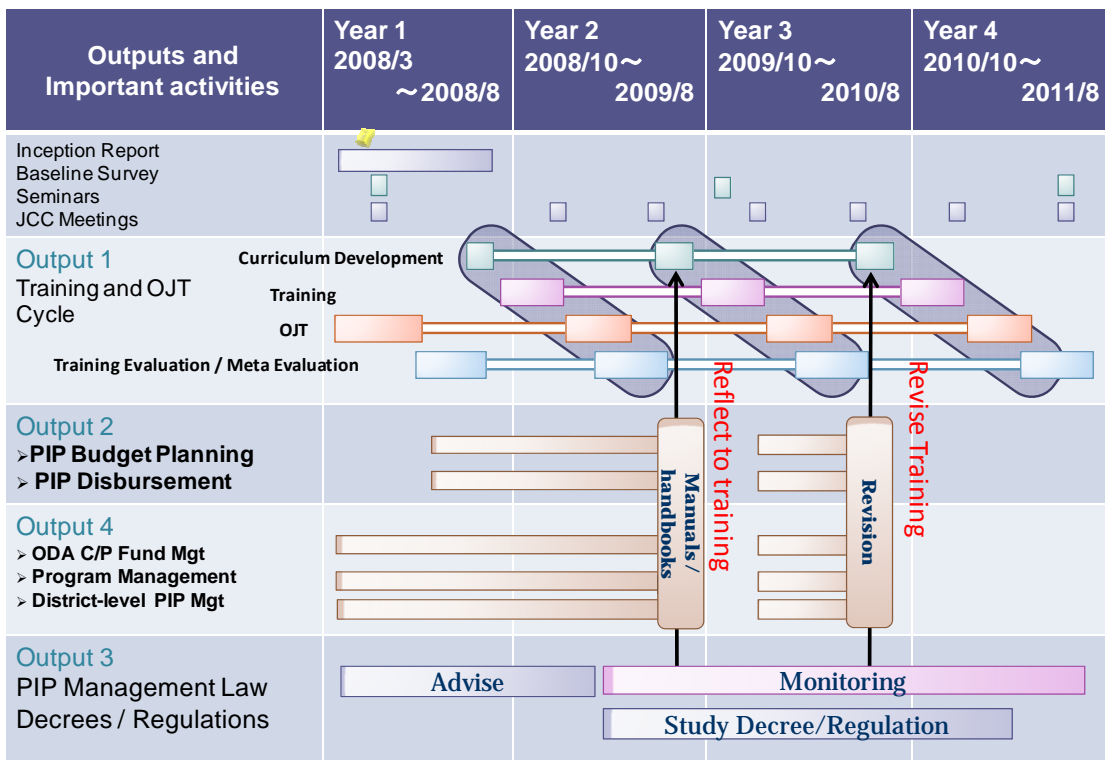 Outputs and
Important activities
Year 1
2008/3
～2008/8
Year 2
2008/10～
2009/8
Year 3
2009/10～
2010/8
Year 4
2010/10～
2011/8
Inception Report
Baseline Survey
Seminars
JCC Meetings
Output 1
Training and OJT
Cycle
Curriculum Development
Training
OJT
Training Evaluation / Meta Evaluation
Output 2
➢PIP Budget Planning
➢ PIP Disbursement
Manuals /
handbooks
Reflect to training
Revision
Revise Training
Output 4
➢ ODA C/P Fund Mgt
➢ Program Management
➢ District-level PIP Mgt
Output 3
PIP Management Law
Decrees / Regulations
Advise
Monitoring
Study Decree/Regulation